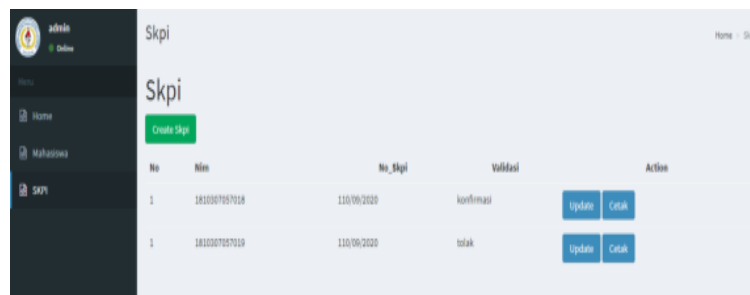 admin
Online
Skpi
Home > Sk
Menu
Home
Mahasiswa
SKPI
Skpi
Create Skpi
No Nim No_Skpi Validasi Action
1 1810307057018 110/09/2020 konfirmasi Update Cetak
1 1810307057019 110/09/2020 tolak Update Cetak